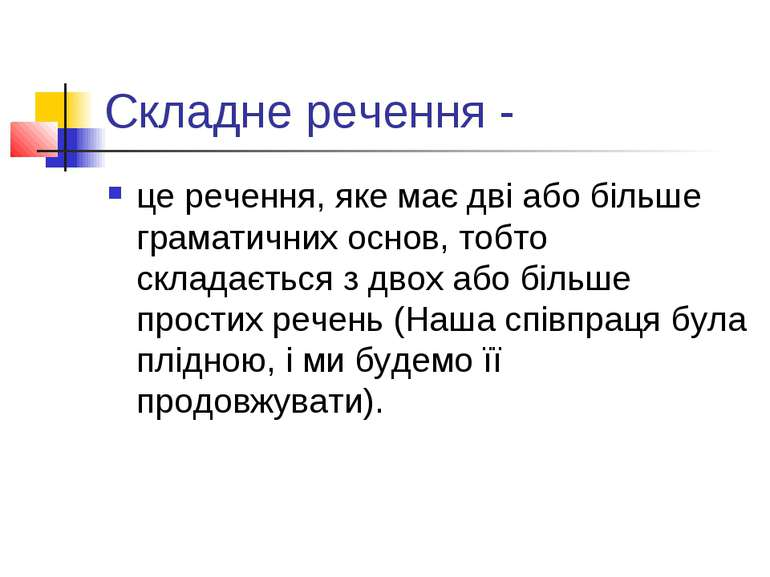 Складне речення -
це речення, яке має дві або більше
граматичних основ, тобто
складається з двох або більше
простих речень (Наша співпраця була
плідною, і ми будемо її
продовжувати).